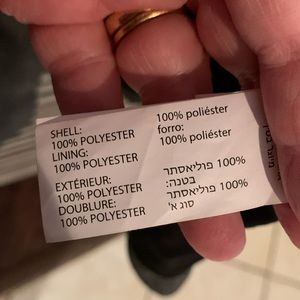 SHELL:
100% POLYESTER
LINING:
100% POLYESTER
EXTÉRIEUR:
100% POLYESTER
DOUBLURE:
100% POLYESTER
100% poliéster
forro:
100% poliéster
100% פוליאסתר
בטנה:
100% פוליאסתר
סוג א'